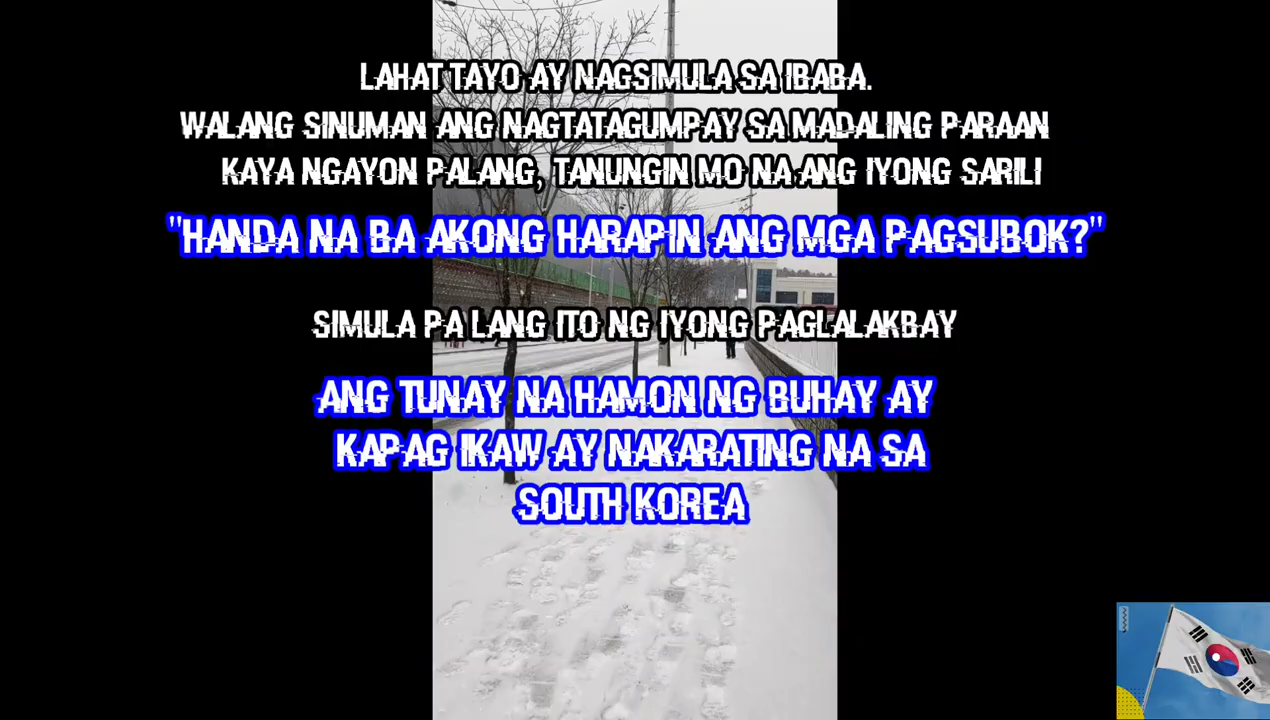 LAHAT TAYO AY NAGSIMULA SA IBABA.
WALANG SINUMAN ANG NAGTATAGUMPAY SA MADALING PARAAN
KAYA NGAYON PALANG, TANUNGIN MO NA ANG IYONG SARILI
"HANDA NA BA AKONG HARAPIN ANG MGA PAGSUBOK?"
SIMULA PA LANG ITO NG IYONG PAGLALAKBAY
ANG TUNAY NA HAMON NG BUHAY AY
KAPAG IKAW AY NAKARATING NA SA
SOUTH KOREA